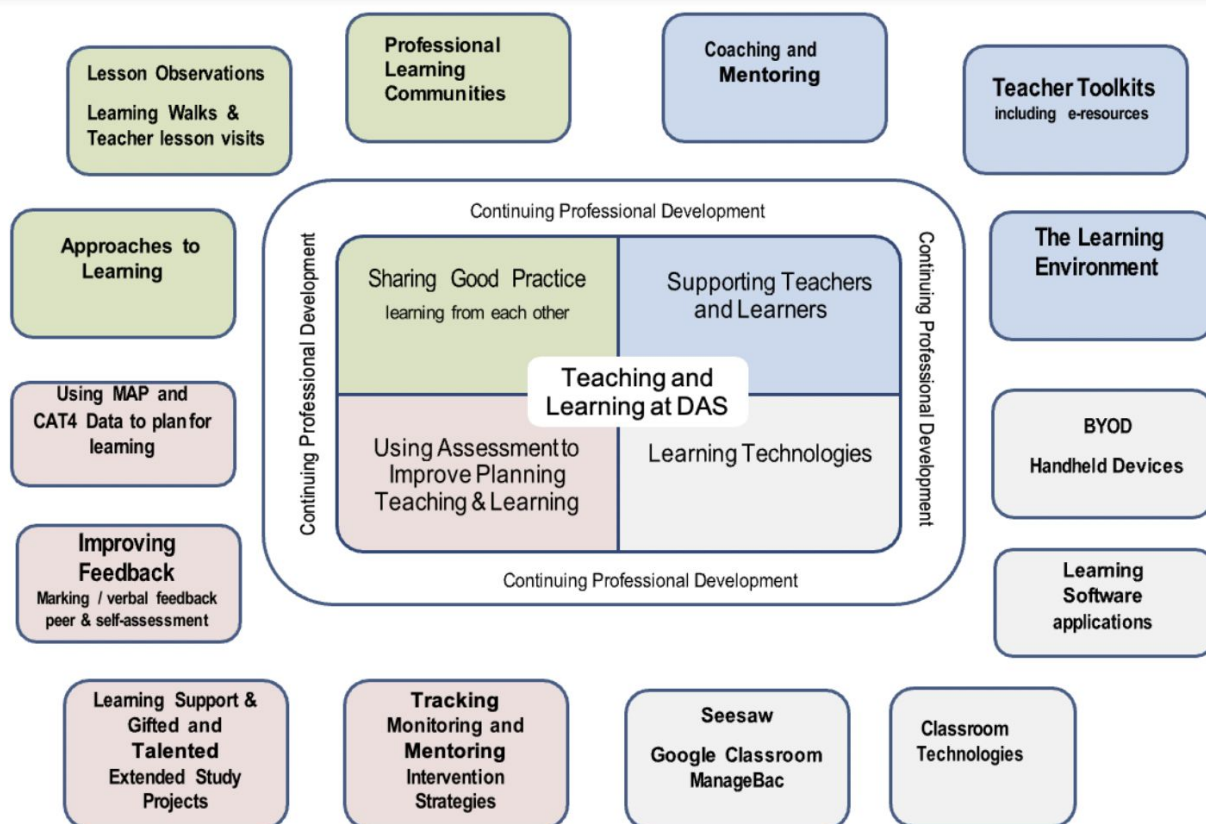 Professional
Learning
Communities
Coaching and
Mentoring
Lesson Observations
Learning Walks &
Teacher lesson visits
Teacher Toolkits
including e-resources
Approaches to
Learning
The Learning
Environment
Continuing Professional Development
Continuing Professional Development
Continuing Professional Development
Continuing Professional Development
Sharing Good Practice
learning from each other
Supporting Teachers
and Learners
Teaching and
Learning at DAS
Using Assessment to
Improve Planning
Teaching & Learning
Learning Technologies
Using MAP and
CAT4 Data to plan for
learning
BYOD
Handheld Devices
Improving
Feedback
Marking / verbal feedback
peer & self-assessment
Learning
Software
applications
Learning Support &
Gifted and
Talented
Extended Study
Projects
Tracking
Monitoring and
Mentoring
Intervention
Strategies
Seesaw
Google Classroom
ManageBac
Classroom
Technologies